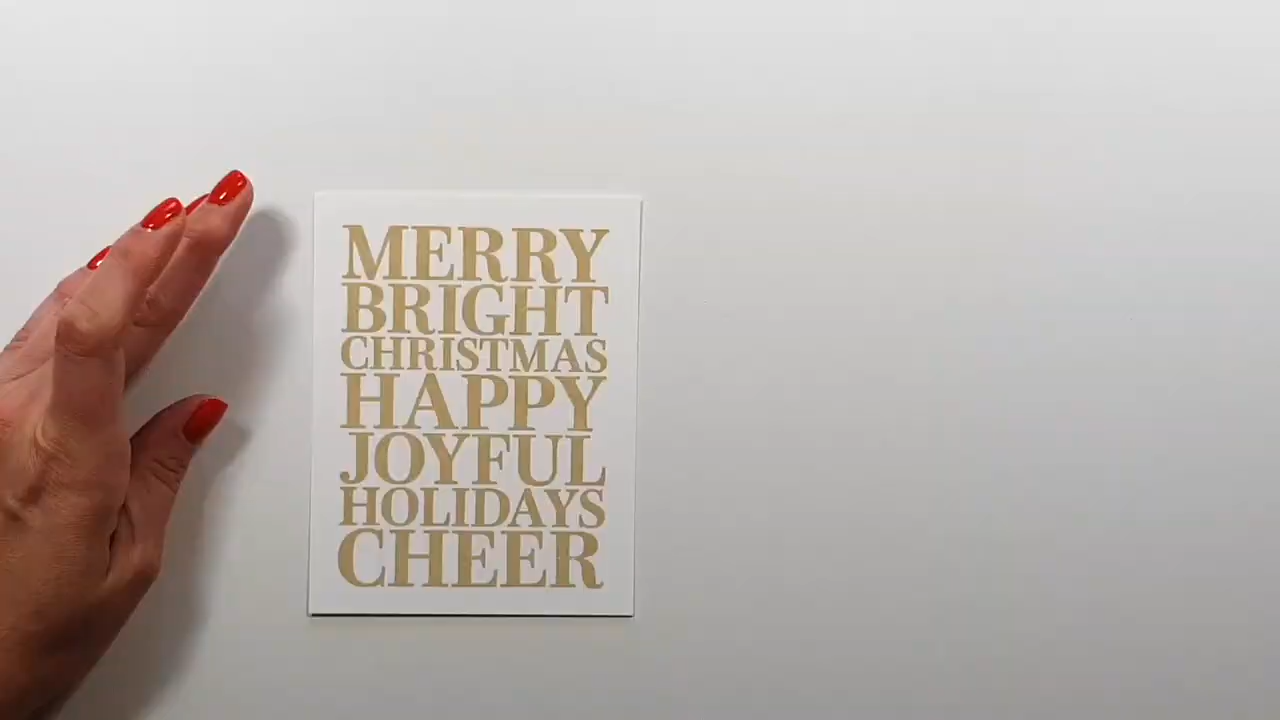 MERRY
BRIGHT
CHRISTMAS
HAPPY
JOYFUL
HOLIDAYS
CHEER